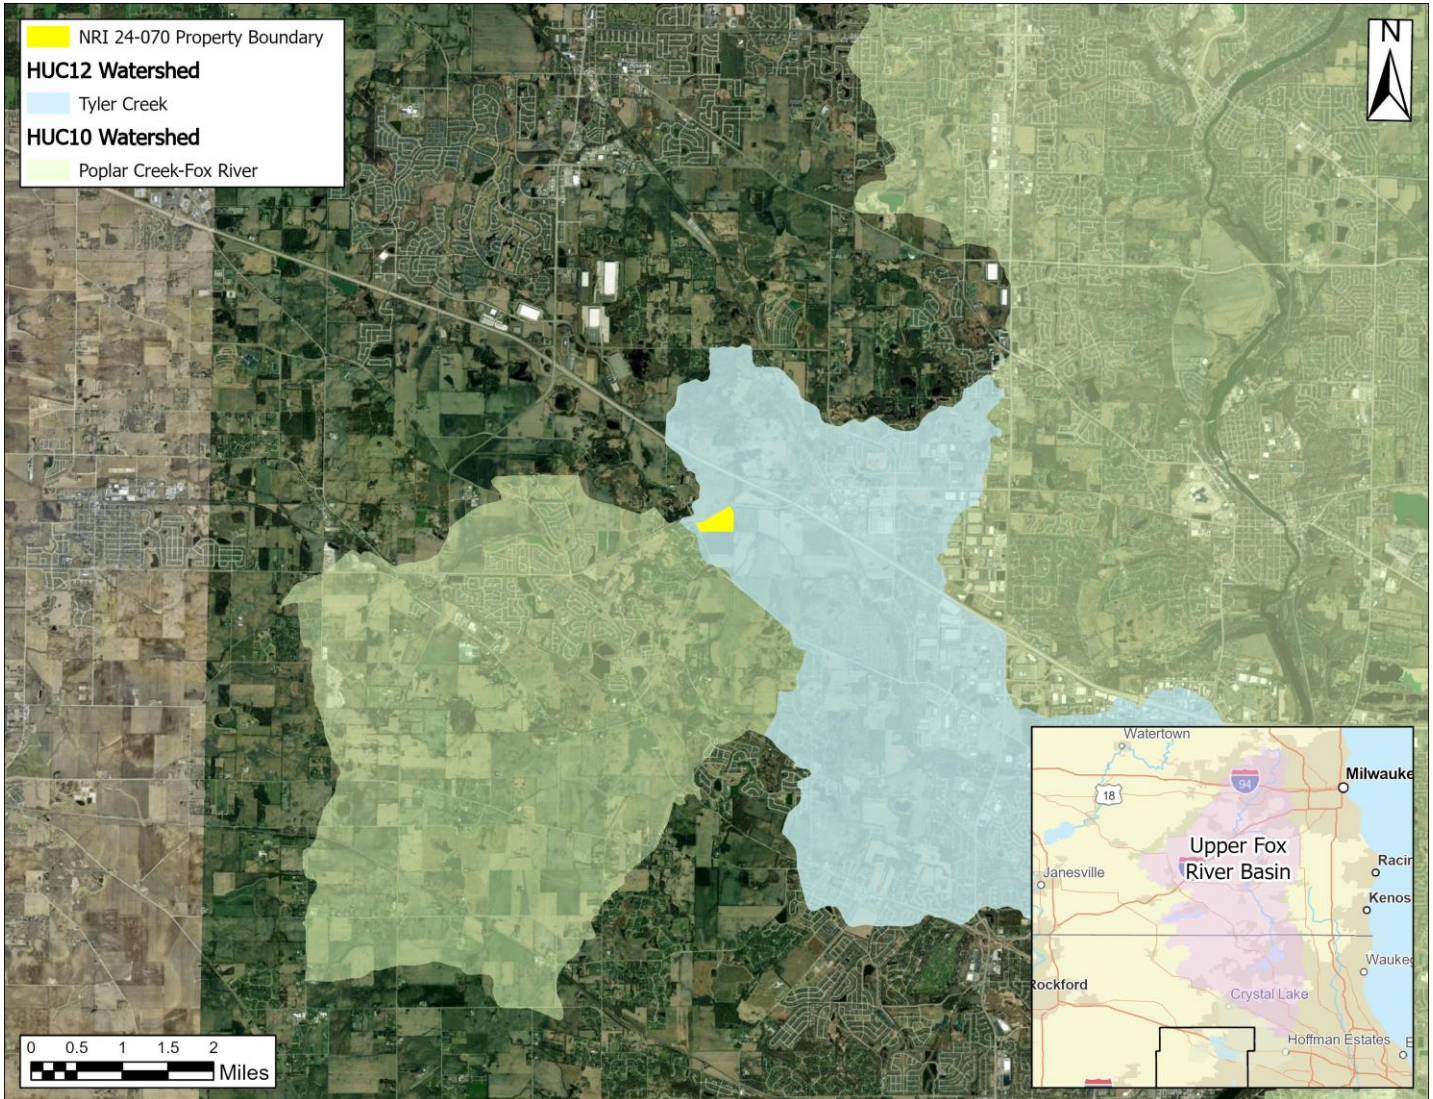 NRI 24-070 Property Boundary
HUC12 Watershed
Tyler Creek
HUC10 Watershed
Poplar Creek-Fox River
N
Watertown
94
Milwauke
18
Upper Fox
River Basin
Racin
Janesville
Kenos
Waukeg
Rockford
Crystal Lake
Hoffman Estates
E
0 0.5 1 1.5 2
Miles